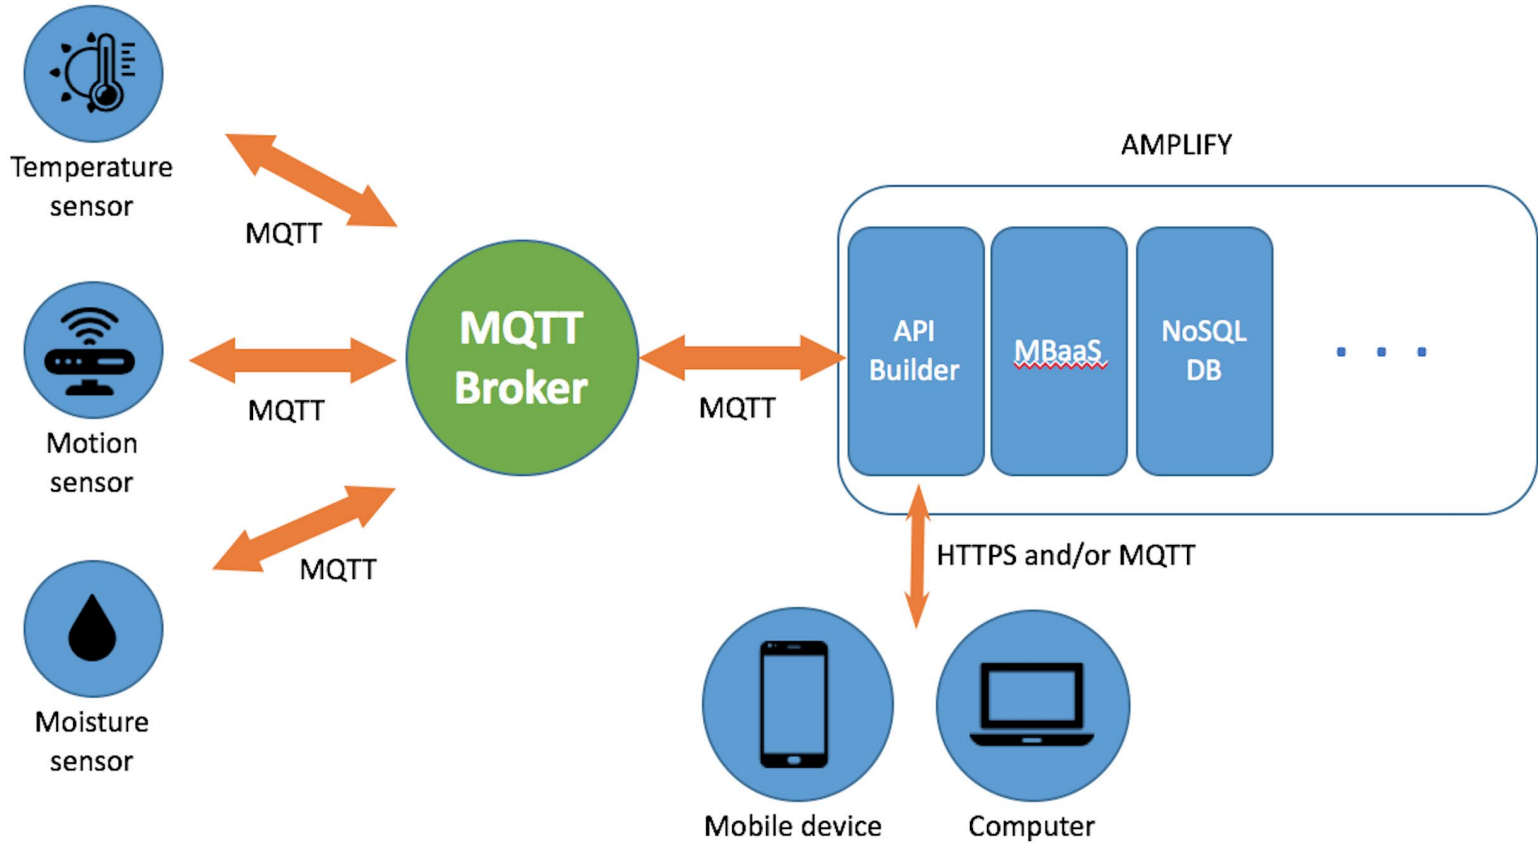 Temperature
sensor
MQTT
Motion
sensor
MQTT
Moisture
sensor
MQTT
MQTT
Broker
MQTT
AMPLIFY
API
Builder
MBaaS
NoSQL
DB
. . .
HTTPS and/or MQTT
Mobile device
Computer